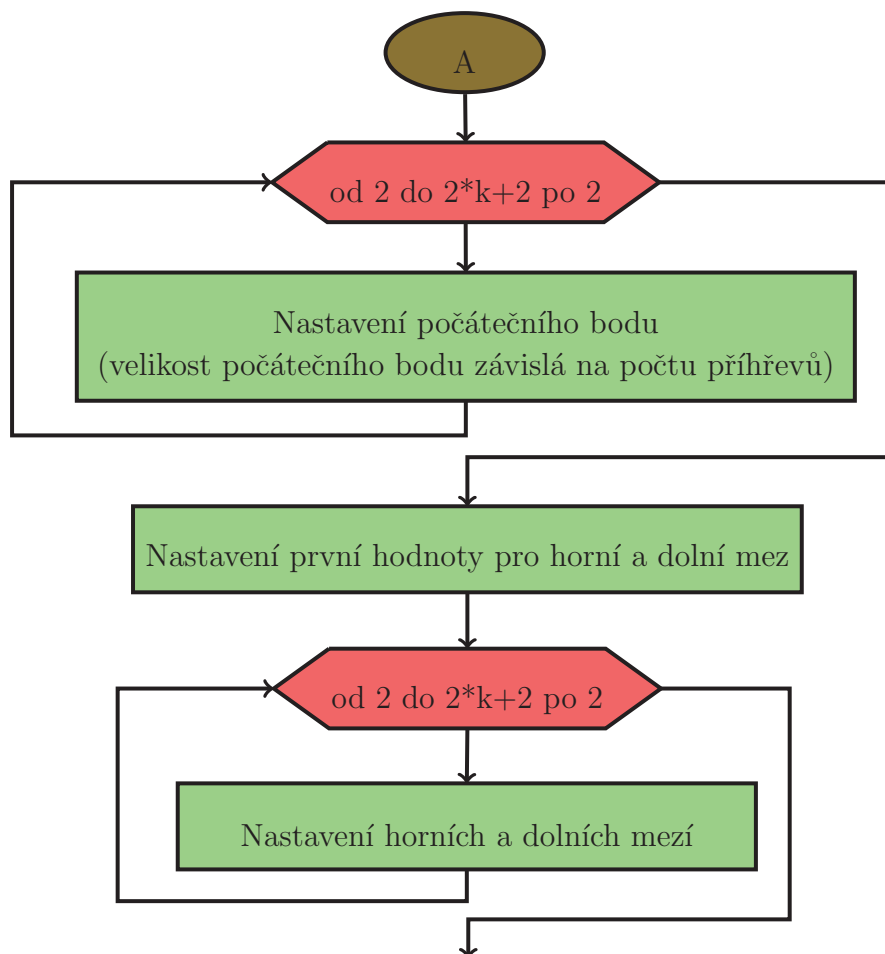 A
od 2 do 2*k+2 po 2
Nastavení počátečního bodu
(velikost počátečního bodu závislá na počtu příhřevů)
Nastavení první hodnoty pro horní a dolní mez
od 2 do 2*k+2 po 2
Nastavení horních a dolních mezí